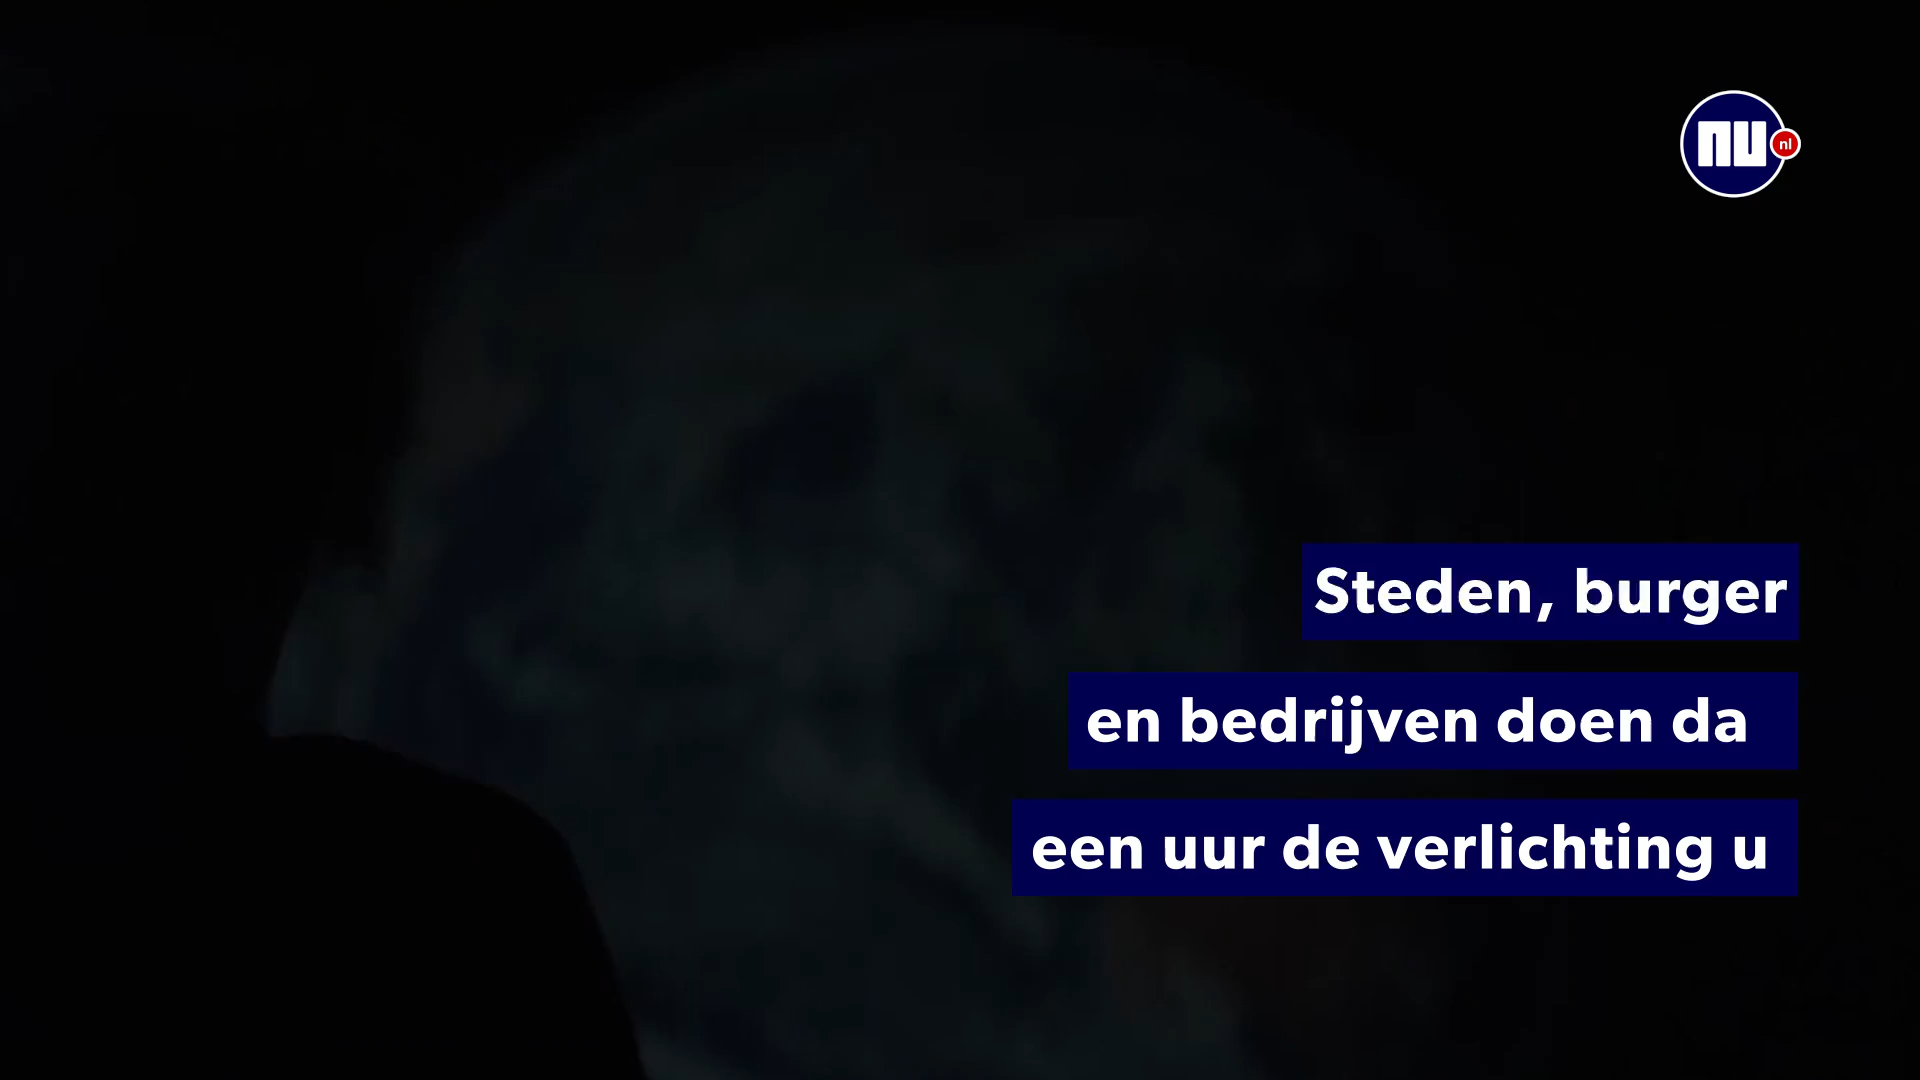 nu
nl
Steden, burger
en bedrijven doen da
een uur de verlichting u